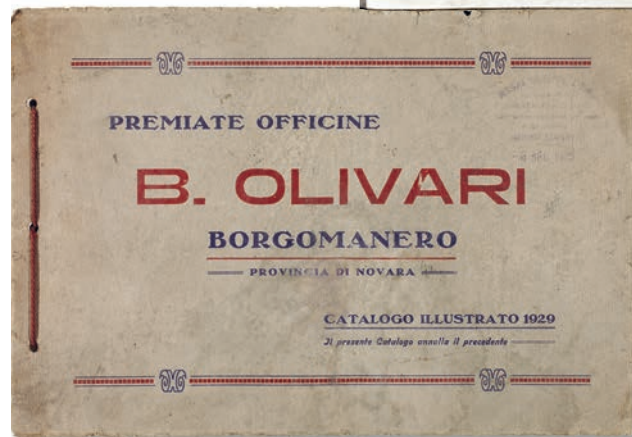 PREMIATE OFFICINE
B. OLIVARI
BORGOMANERO
PROVINCIA DI NOVARA
CATALOGO ILLUSTRATO 1929
Il presente Catalogo annulla il precedente